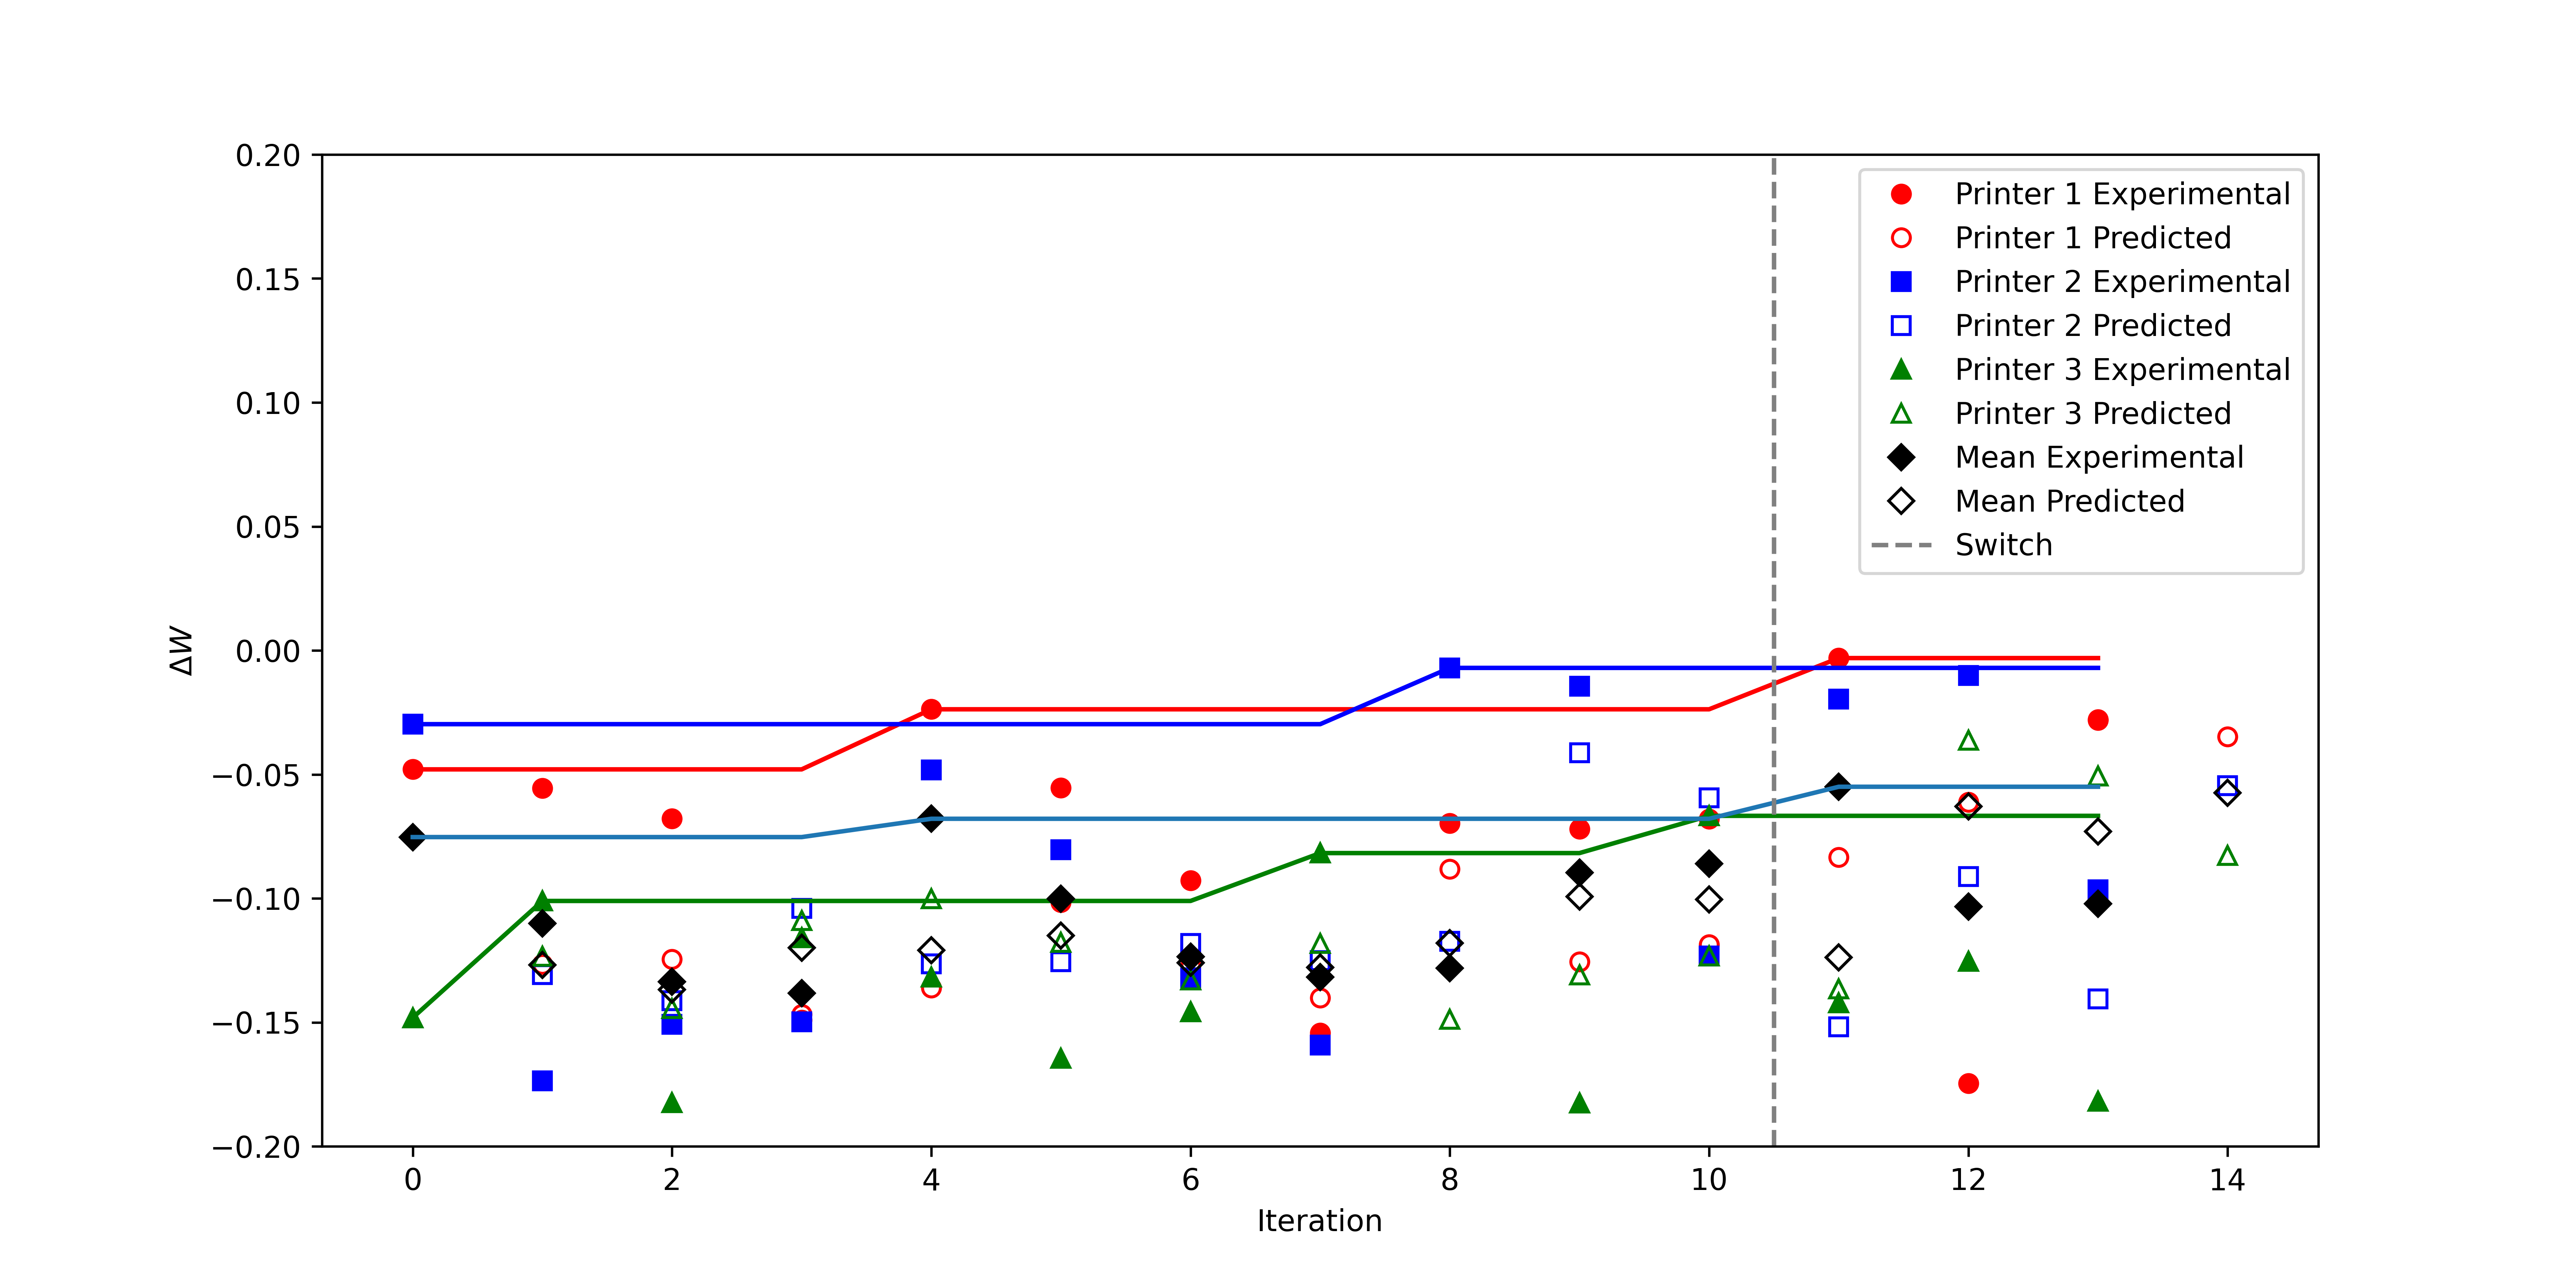 0.20
0.15
0.10
0.05
0.00
−0.05
−0.10
−0.15
−0.20
ΔW
0 2 4 6 8 10 12 14
Iteration
Printer 1 Experimental
Printer 1 Predicted
Printer 2 Experimental
Printer 2 Predicted
Printer 3 Experimental
Printer 3 Predicted
Mean Experimental
Mean Predicted
Switch